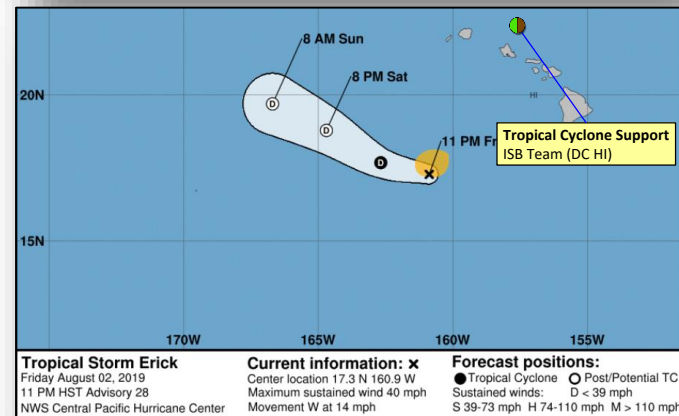 8 AM Sun
8 PM Sat
20N
HI
D
D
D
11 PM Fr
Tropical Cyclone Support
ISB Team (DC HI)
15N
170W 165W 160W 155W
Tropical Storm Erick
Friday August 02, 2019
11 PM HST Advisory 28
NWS Central Pacific Hurricane Center
Current information: ×
Center location 17.3 N 160.9 W
Maximum sustained wind 40 mph
Movement W at 14 mph
Forecast positions:
● Tropical Cyclone ○ Post/Potential TC
Sustained winds: D < 39 mph
S 39-73 mph H 74-110 mph M > 110 mph